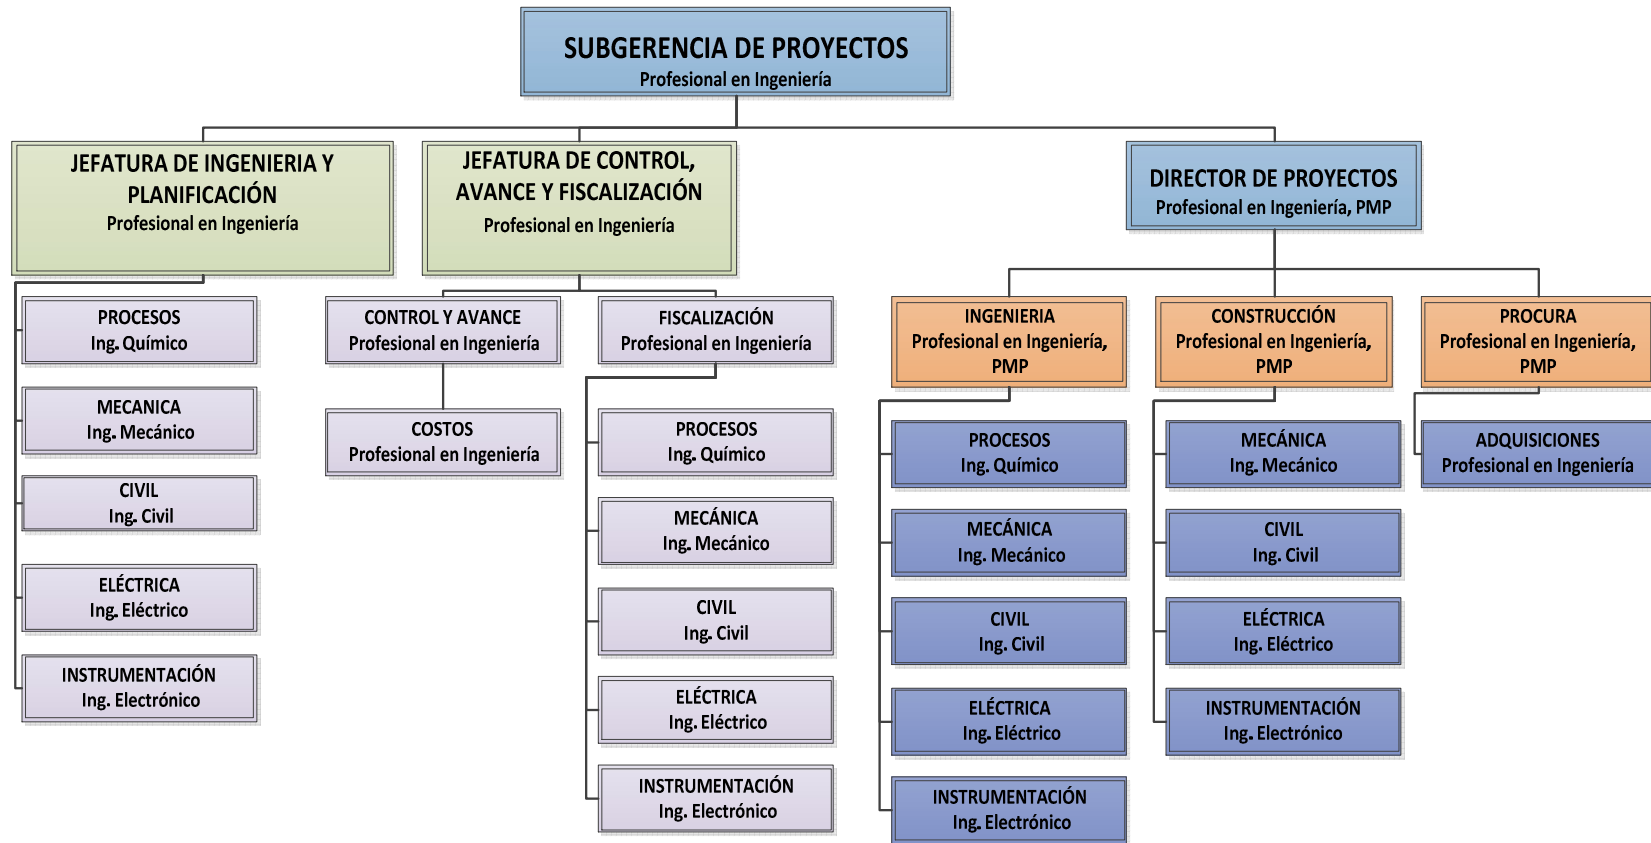 SUBGERENCIA DE PROYECTOS
Profesional en Ingeniería
JEFATURA DE INGENIERIA Y
PLANIFICACIÓN
Profesional en Ingeniería
JEFATURA DE CONTROL,
AVANCE Y FISCALIZACIÓN
Profesional en Ingeniería
DIRECTOR DE PROYECTOS
Profesional en Ingeniería, PMP
PROCESOS
Ing. Químico
MECANICA
Ing. Mecánico
CIVIL
Ing. Civil
ELÉCTRICA
Ing. Eléctrico
INSTRUMENTACIÓN
Ing. Electrónico
CONTROL Y AVANCE
Profesional en Ingeniería
COSTOS
Profesional en Ingeniería
FISCALIZACIÓN
Profesional en Ingeniería
PROCESOS
Ing. Químico
MECÁNICA
Ing. Mecánico
CIVIL
Ing. Civil
ELÉCTRICA
Ing. Eléctrico
INSTRUMENTACIÓN
Ing. Electrónico
INGENIERIA
Profesional en Ingeniería,
PMP
PROCESOS
Ing. Químico
MECÁNICA
Ing. Mecánico
CIVIL
Ing. Civil
ELÉCTRICA
Ing. Eléctrico
INSTRUMENTACIÓN
Ing. Electrónico
CONSTRUCCIÓN
Profesional en Ingeniería,
PMP
MECÁNICA
Ing. Mecánico
CIVIL
Ing. Civil
ELÉCTRICA
Ing. Eléctrico
INSTRUMENTACIÓN
Ing. Electrónico
PROCURA
Profesional en Ingeniería,
PMP
ADQUISICIONES
Profesional en Ingeniería